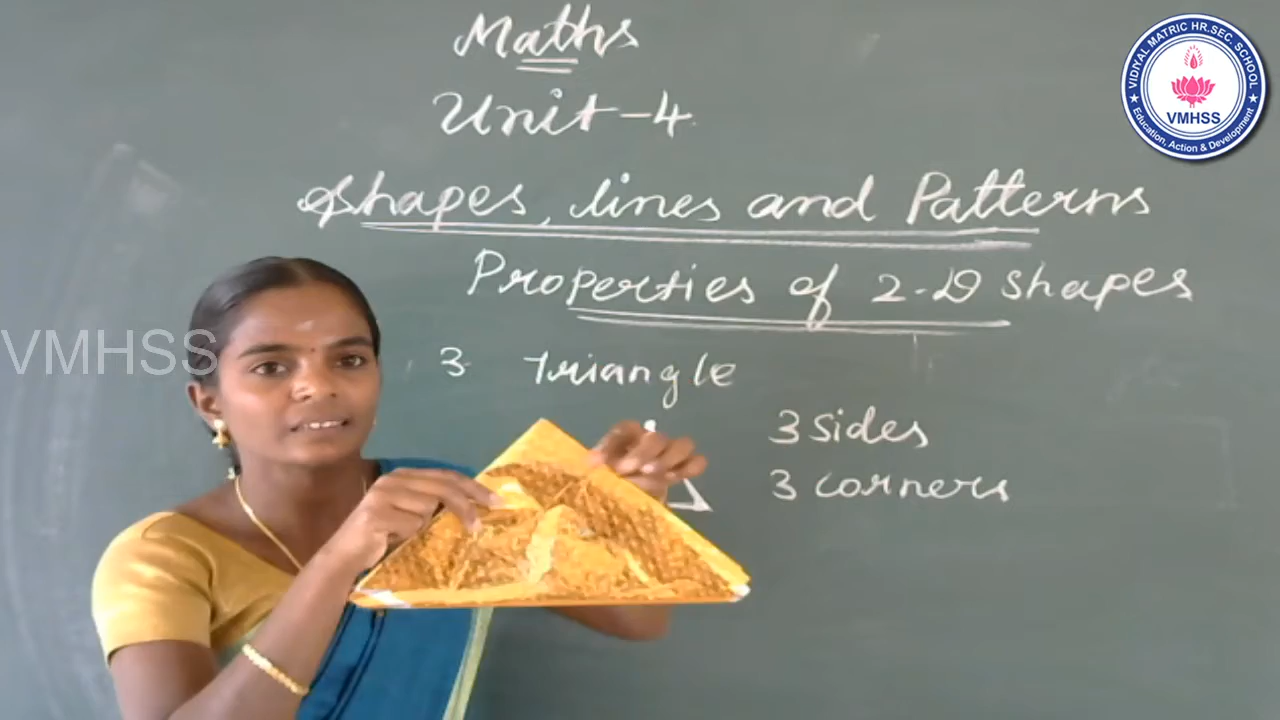 Maths
Unit-4
Shapes, lines and Patterns
Properties of 2-D shapes
3 Triangle
3 sides
3 corners
VMHSS
VIDIYAL MATRIC HR.SEC. SCHOOL
VMHSS
Education, Action & Development